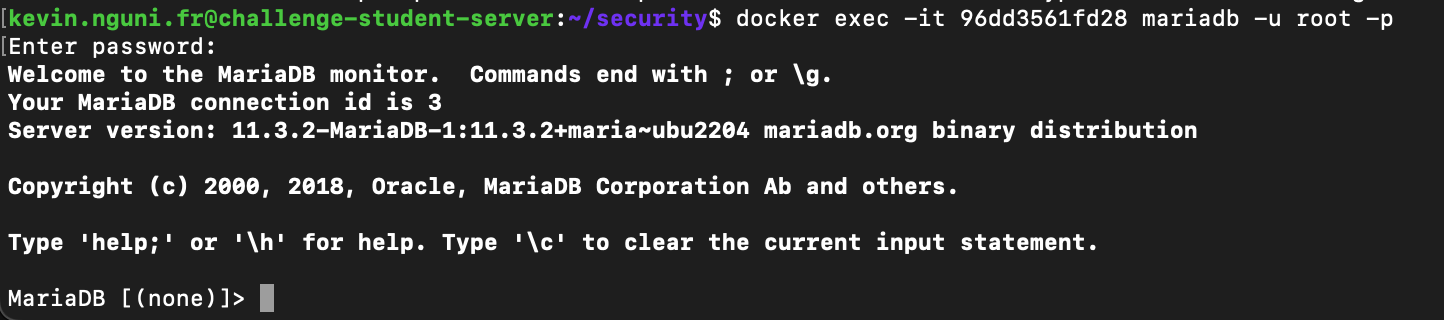 [kevin.nguni.fr@challenge-student-server:~/security$ docker exec -it 96dd3561fd28 mariadb -u root -p
[Enter password:
Welcome to the MariaDB monitor.  Commands end with ; or \g.
Your MariaDB connection id is 3
Server version: 11.3.2-MariaDB-1:11.3.2+maria~ubu2204 mariadb.org binary distribution

Copyright (c) 2000, 2018, Oracle, MariaDB Corporation Ab and others.

Type 'help;' or '\h' for help. Type '\c' to clear the current input statement.

MariaDB [(none)]>